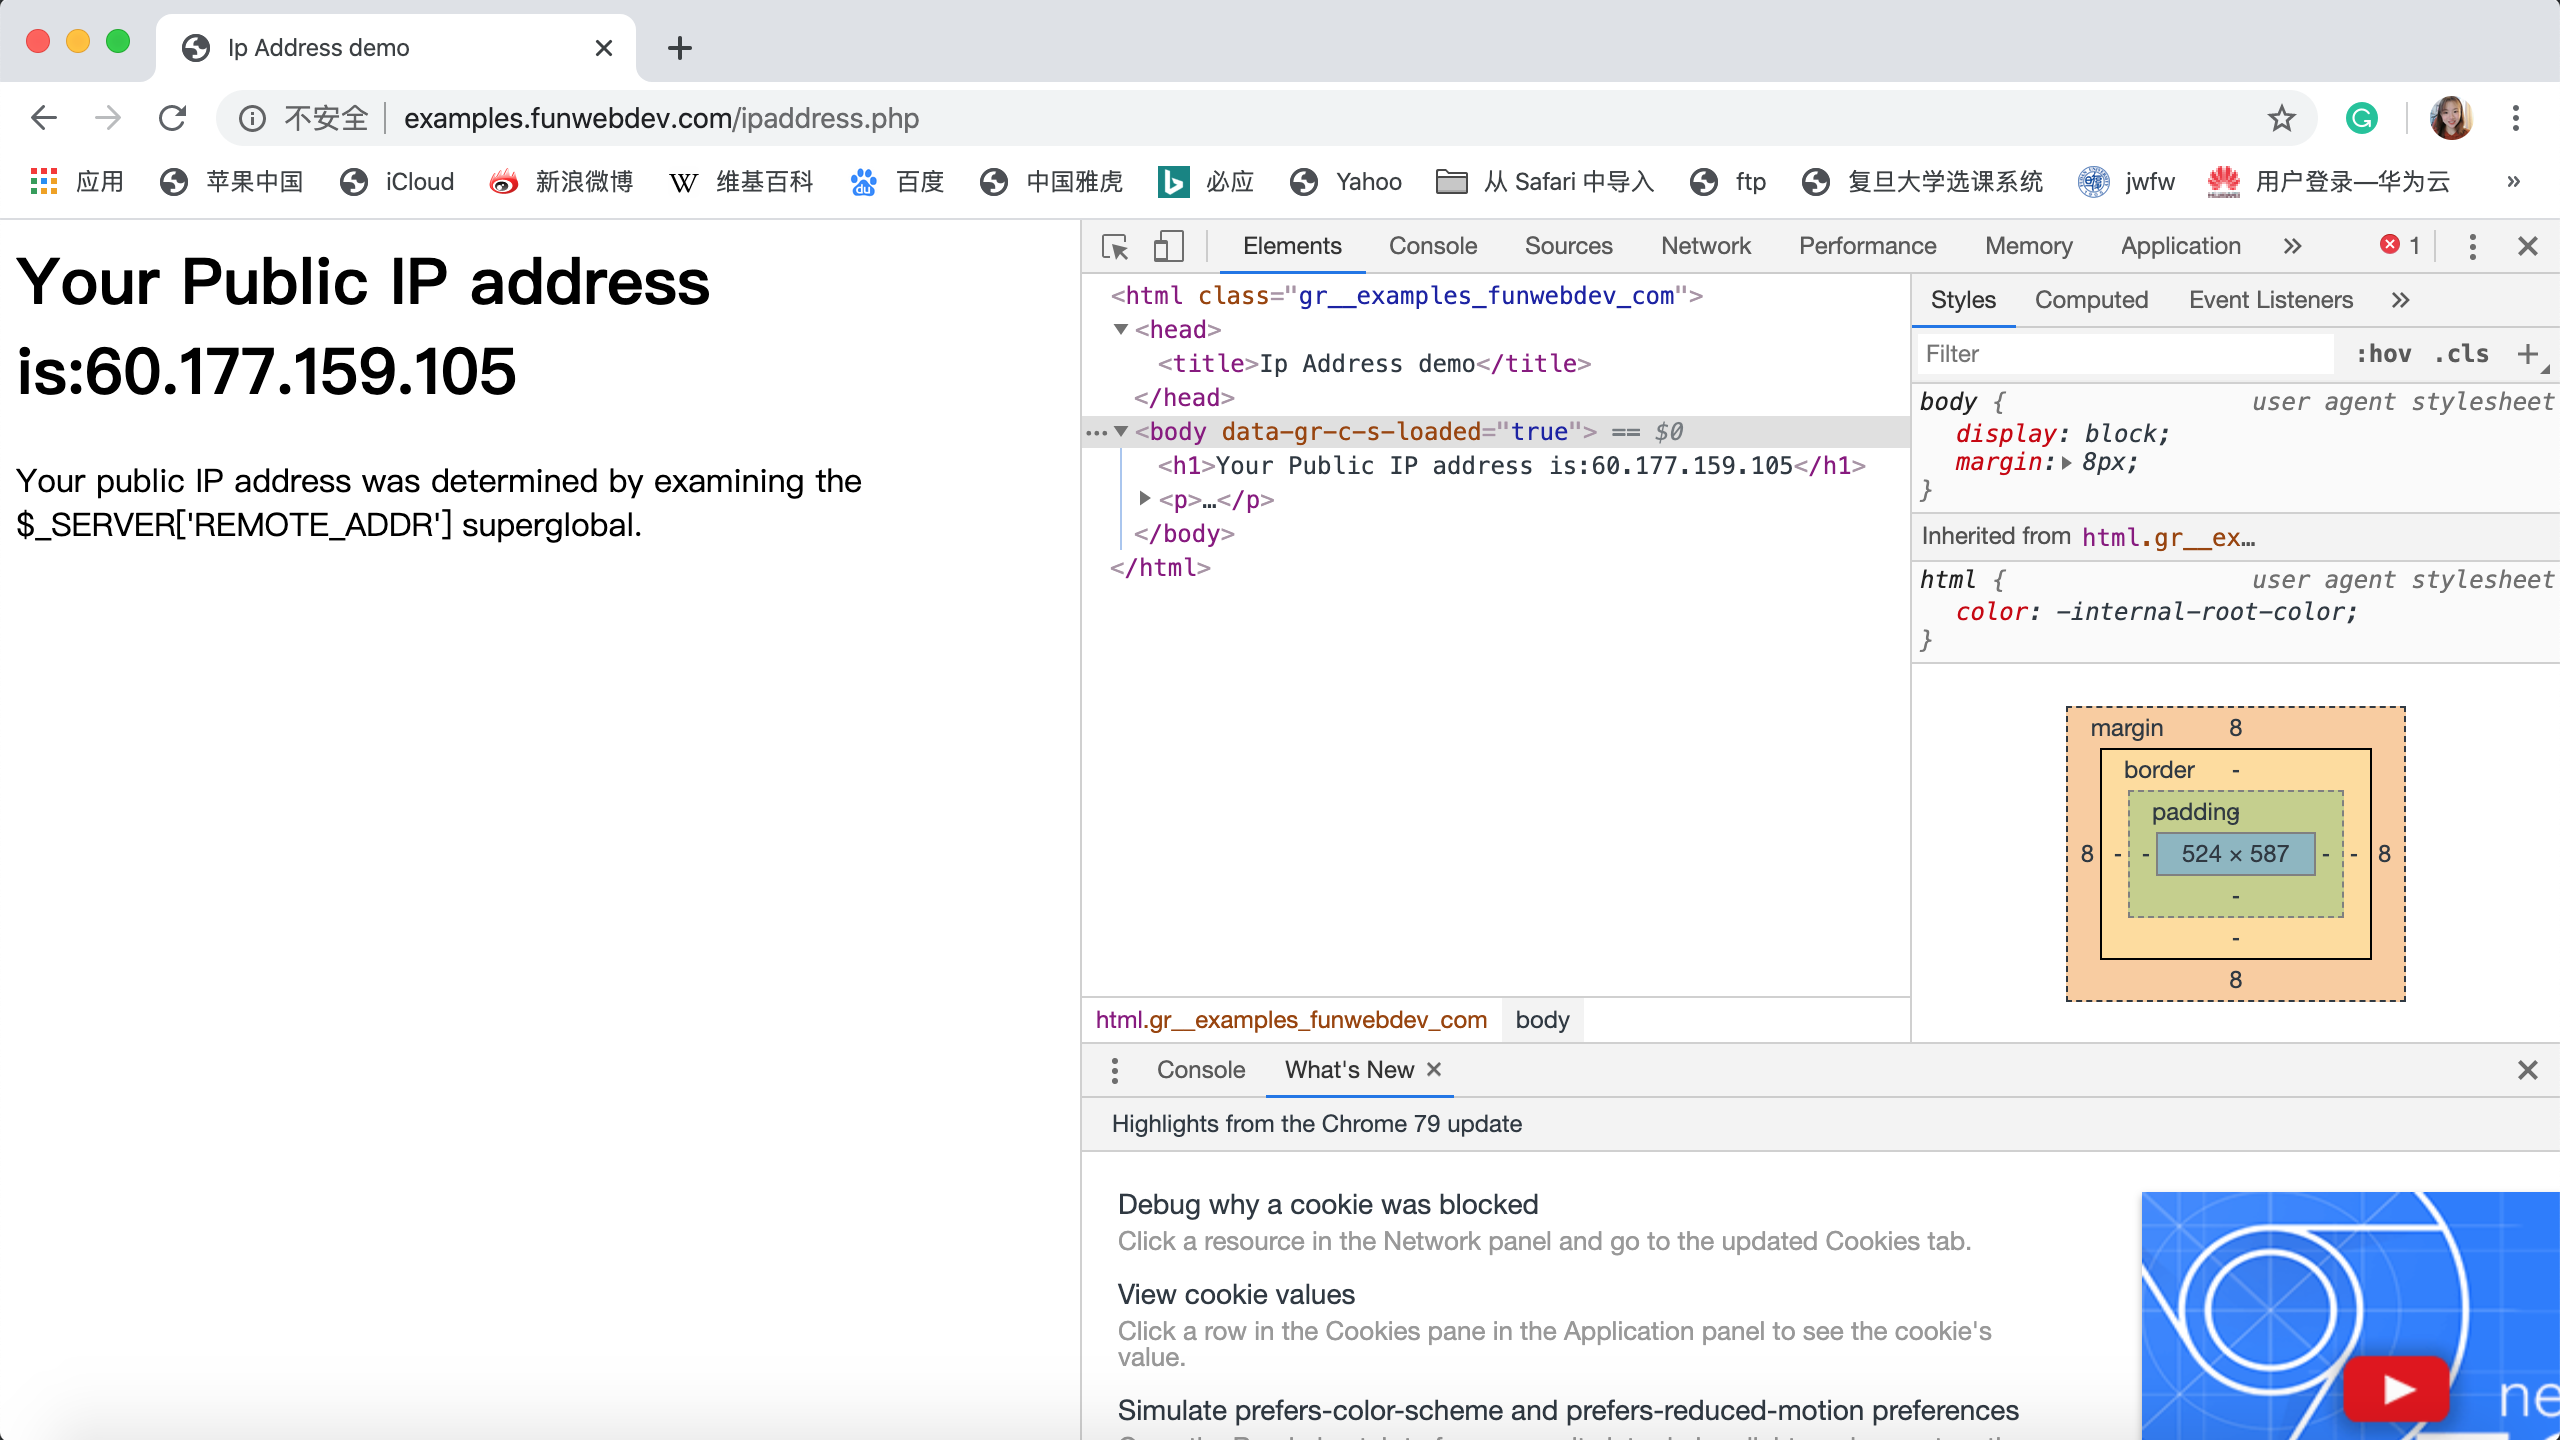 Ip Address demo
不安全 examples.funwebdev.com/ipaddress.php
应用 苹果中国 iCloud 新浪微博 W 维基百科 du 百度 中国雅虎 必应 Yahoo 从 Safari 中导入 ftp 复旦大学选课系统 jwfw 用户登录—华为云 »
Your Public IP address
is:60.177.159.105
Your public IP address was determined by examining the
$_SERVER['REMOTE_ADDR'] superglobal.
Elements Console Sources Network Performance Memory Application » 1
<html class="gr__examples_funwebdev_com">
<head>
<title>Ip Address demo</title>
</head>
<body data-gr-c-s-loaded="true"> == $0
<h1>Your Public IP address is:60.177.159.105</h1>
<p>…</p>
</body>
</html>
Styles Computed Event Listeners »
Filter :hov .cls +
body { user agent stylesheet
display: block;
margin: 8px;
}
Inherited from html.gr__ex…
html { user agent stylesheet
color: -internal-root-color;
}
margin 8
border -
padding -
8 - - 524 × 587 - - 8
-
-
8
html.gr__examples_funwebdev_com body
Console What's New
Highlights from the Chrome 79 update
Debug why a cookie was blocked
Click a resource in the Network panel and go to the updated Cookies tab.
View cookie values
Click a row in the Cookies pane in the Application panel to see the cookie's
value.
Simulate prefers-color-scheme and prefers-reduced-motion preferences
ne